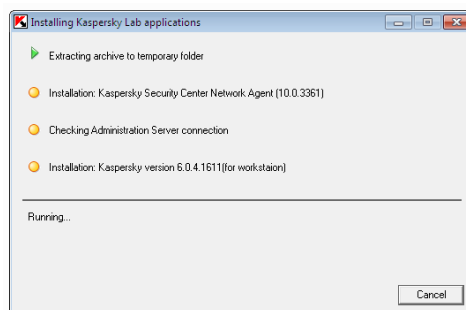 Installing Kaspersky Lab applications
Extracting archive to temporary folder
Installation: Kaspersky Security Center Network Agent (10.0.3361)
Checking Administration Server connection
Installation: Kaspersky version 6.0.4.1611(for workstaion)
Running...
Cancel